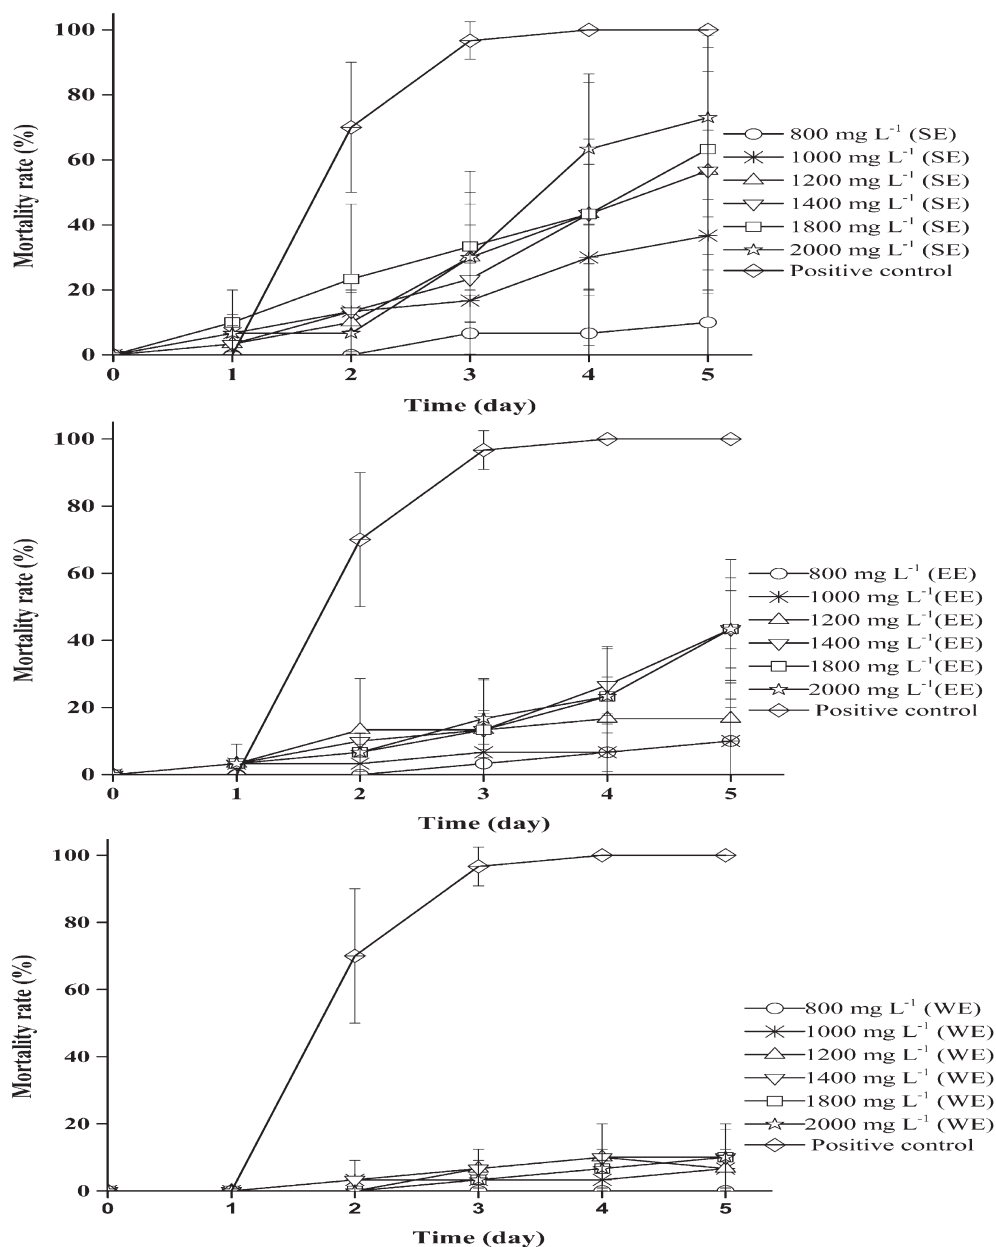 100
80
60
40
20
0
Mortality rate (%)
0 1 2 3 4 5
Time (day)
800 mg L⁻¹ (SE)
1000 mg L⁻¹ (SE)
1200 mg L⁻¹ (SE)
1400 mg L⁻¹ (SE)
1800 mg L⁻¹ (SE)
2000 mg L⁻¹ (SE)
Positive control
100
80
60
40
20
0
Mortality rate (%)
0 1 2 3 4 5
Time (day)
800 mg L⁻¹ (EE)
1000 mg L⁻¹(EE)
1200 mg L⁻¹(EE)
1400 mg L⁻¹(EE)
1800 mg L⁻¹(EE)
2000 mg L⁻¹(EE)
Positive control
100
80
60
40
20
0
Mortality rate (%)
0 1 2 3 4 5
Time (day)
800 mg L⁻¹ (WE)
1000 mg L⁻¹ (WE)
1200 mg L⁻¹ (WE)
1400 mg L⁻¹ (WE)
1800 mg L⁻¹ (WE)
2000 mg L⁻¹ (WE)
Positive control